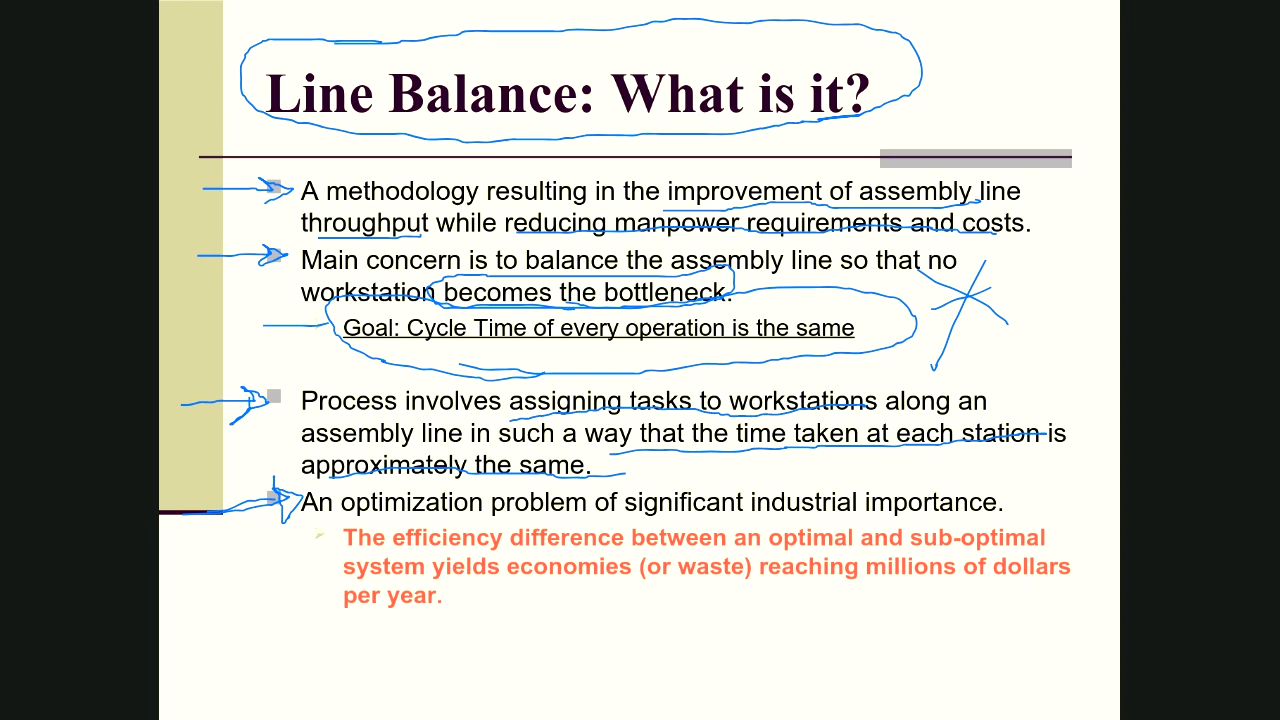 Line Balance: What is it?
A methodology resulting in the improvement of assembly line
throughput while reducing manpower requirements and costs.
Main concern is to balance the assembly line so that no
workstation becomes the bottleneck.
Goal: Cycle Time of every operation is the same
Process involves assigning tasks to workstations along an
assembly line in such a way that the time taken at each station is
approximately the same.
An optimization problem of significant industrial importance.
The efficiency difference between an optimal and sub-optimal
system yields economies (or waste) reaching millions of dollars
per year.